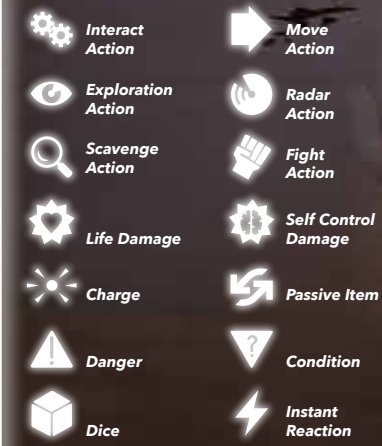 Interact
Action
Move
Action
Exploration
Action
Radar
Action
Scavenge
Action
Fight
Action
Life Damage
Self Control
Damage
Charge
Passive Item
Danger
?
Condition
Dice
Instant
Reaction